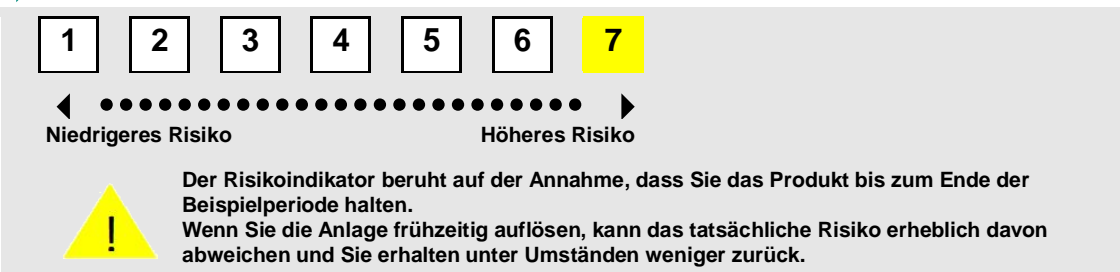 1 2 3 4 5 6 7
Niedrigeres Risiko Höheres Risiko
Der Risikoindikator beruht auf der Annahme, dass Sie das Produkt bis zum Ende der
Beispielperiode halten.
Wenn Sie die Anlage frühzeitig auflösen, kann das tatsächliche Risiko erheblich davon
abweichen und Sie erhalten unter Umständen weniger zurück.
!